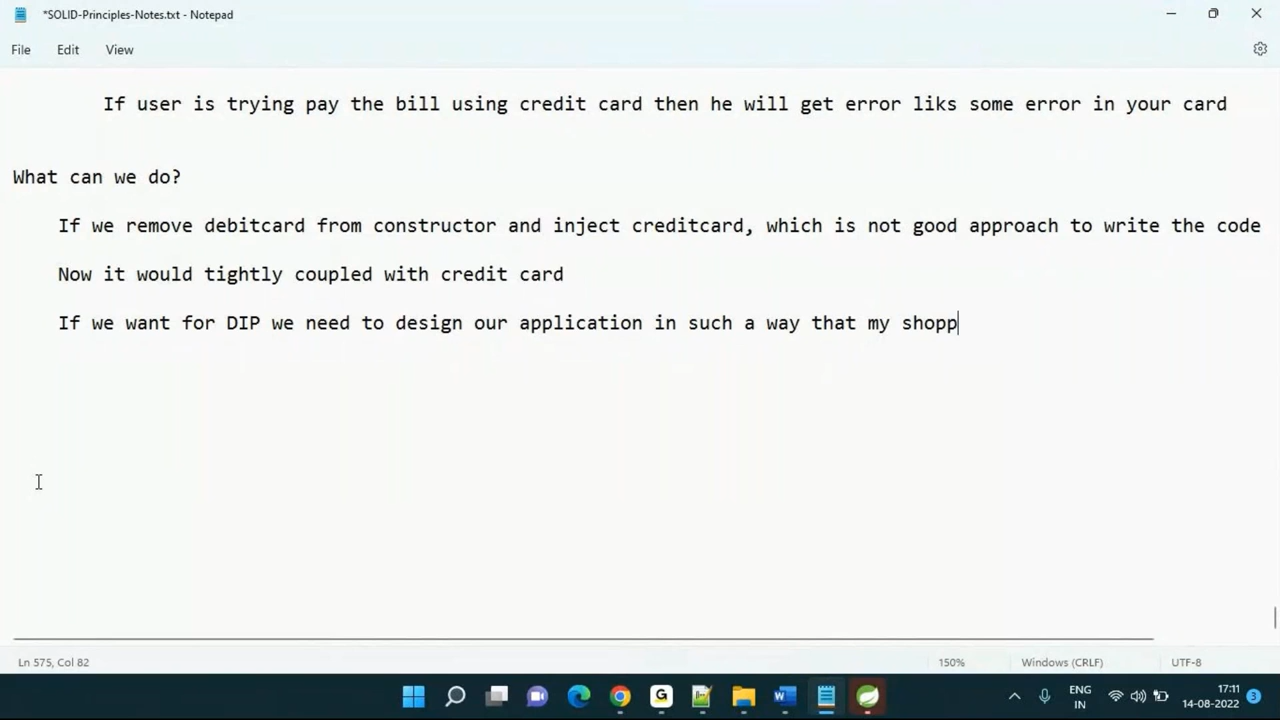 *SOLID-Principles-Notes.txt - Notepad
File Edit View
If user is trying pay the bill using credit card then he will get error liks some error in your card
What can we do?
If we remove debitcard from constructor and inject creditcard, which is not good approach to write the code
Now it would tightly coupled with credit card
If we want for DIP we need to design our application in such a way that my shopp
Ln 575, Col 82 150% Windows (CRLF) UTF-8
ENG 17:11
IN 14-08-2022 3